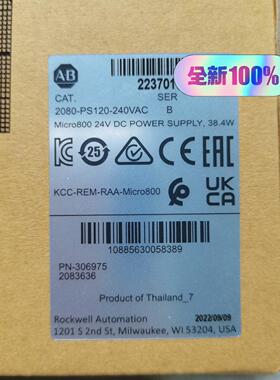 AB
223701
全新100%
CAT. SER
2080-PS120-240VAC B
Micro800 24V DC POWER SUPPLY, 38.4W
25
CE
EAC
KCC-REM-RAA-Micro800
UK
CA
10885630058389
PN-306975
2083636
Product of Thailand_7
Rockwell Automation 2022/09/09
1201 S 2nd St, Milwaukee, WI 53204, USA